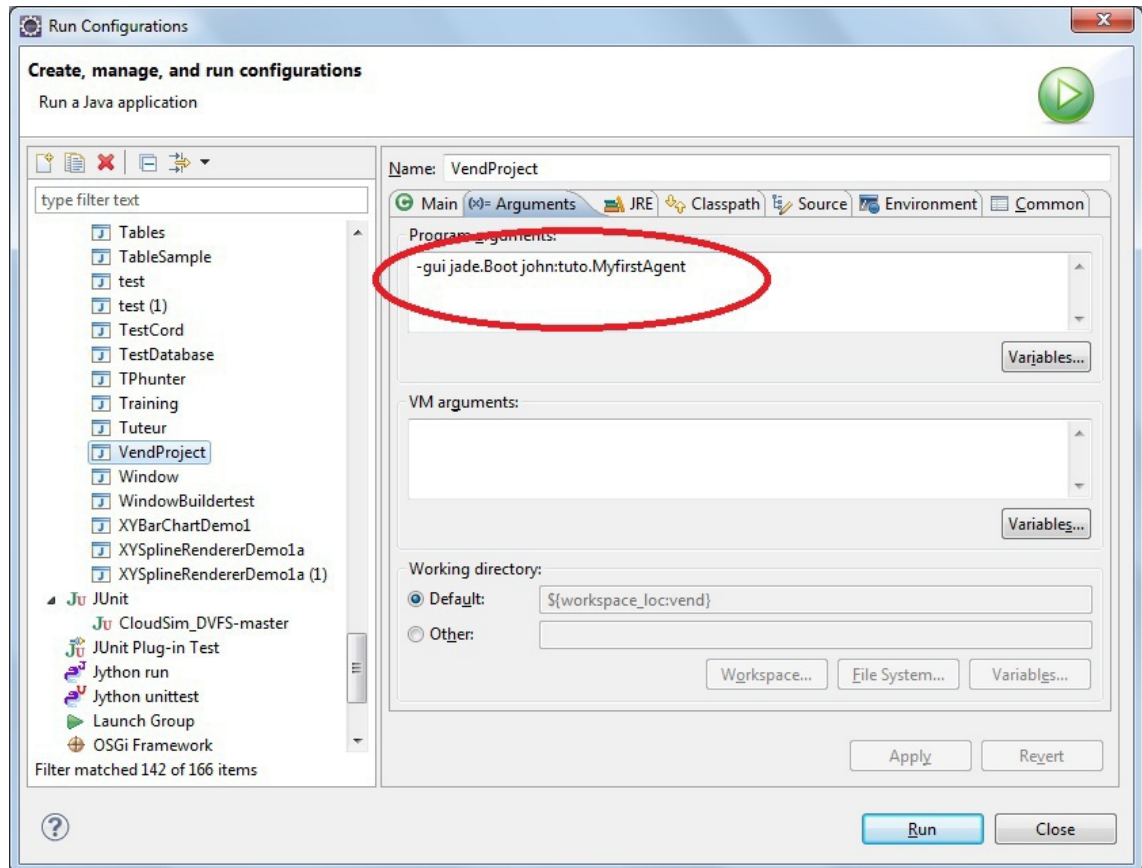 Run Configurations
Create, manage, and run configurations
Run a Java application
type filter text
Tables
TableSample
test
test (1)
TestCord
TestDatabase
TPhunter
Training
Tuteur
VendProject
Window
WindowBuildertest
XYBarChartDemo1
XYSplineRendererDemo1a
XYSplineRendererDemo1a (1)
JUnit
CloudSim_DVFS-master
JUnit Plug-in Test
Jython run
Jython unittest
Launch Group
OSGi Framework
Filter matched 142 of 166 items
Name: VendProject
Main (x)= Arguments JRE Classpath Source Environment Common
Program arguments:
-gui jade.Boot john:tuto.MyfirstAgent
Variables...
VM arguments:
Variables...
Working directory:
Default: ${workspace_loc:vend}
Other:
Workspace... File System... Variables...
Apply Revert
Run Close